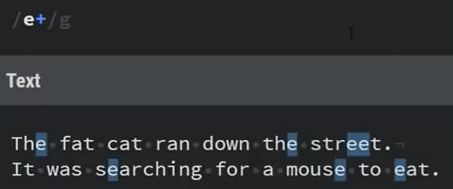 /e+/g
Text
The fat cat ran down the street.
It was searching for a mouse to eat.